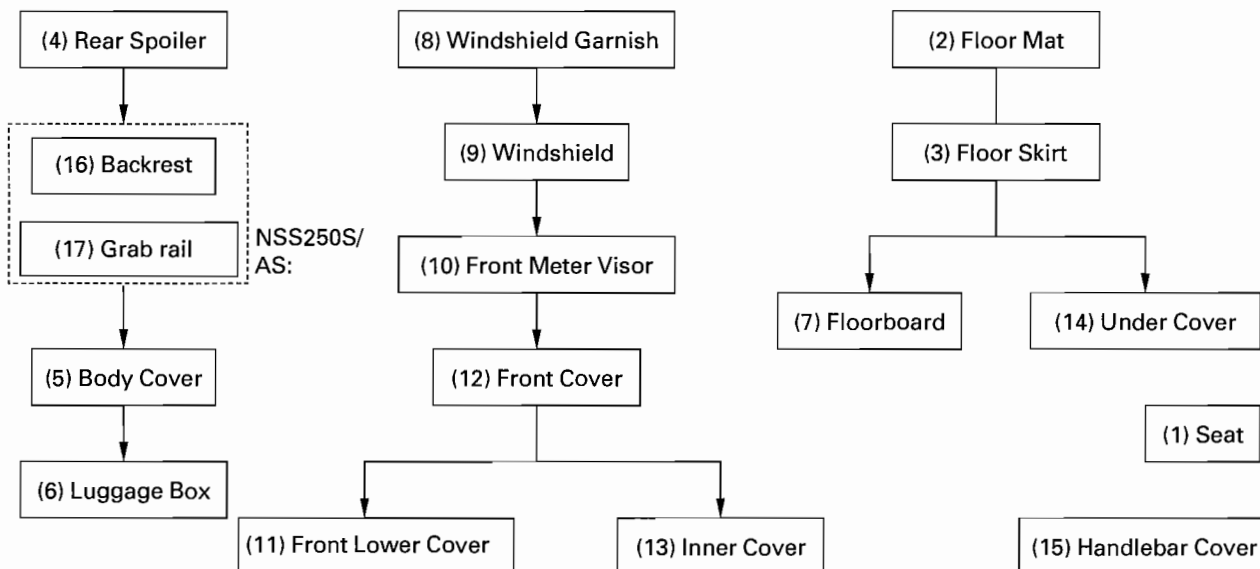 (4) Rear Spoiler
(8) Windshield Garnish
(2) Floor Mat
(16) Backrest
(9) Windshield
(3) Floor Skirt
(17) Grab rail
NSS250S/
AS:
(10) Front Meter Visor
(7) Floorboard
(14) Under Cover
(5) Body Cover
(12) Front Cover
(1) Seat
(6) Luggage Box
(11) Front Lower Cover
(13) Inner Cover
(15) Handlebar Cover